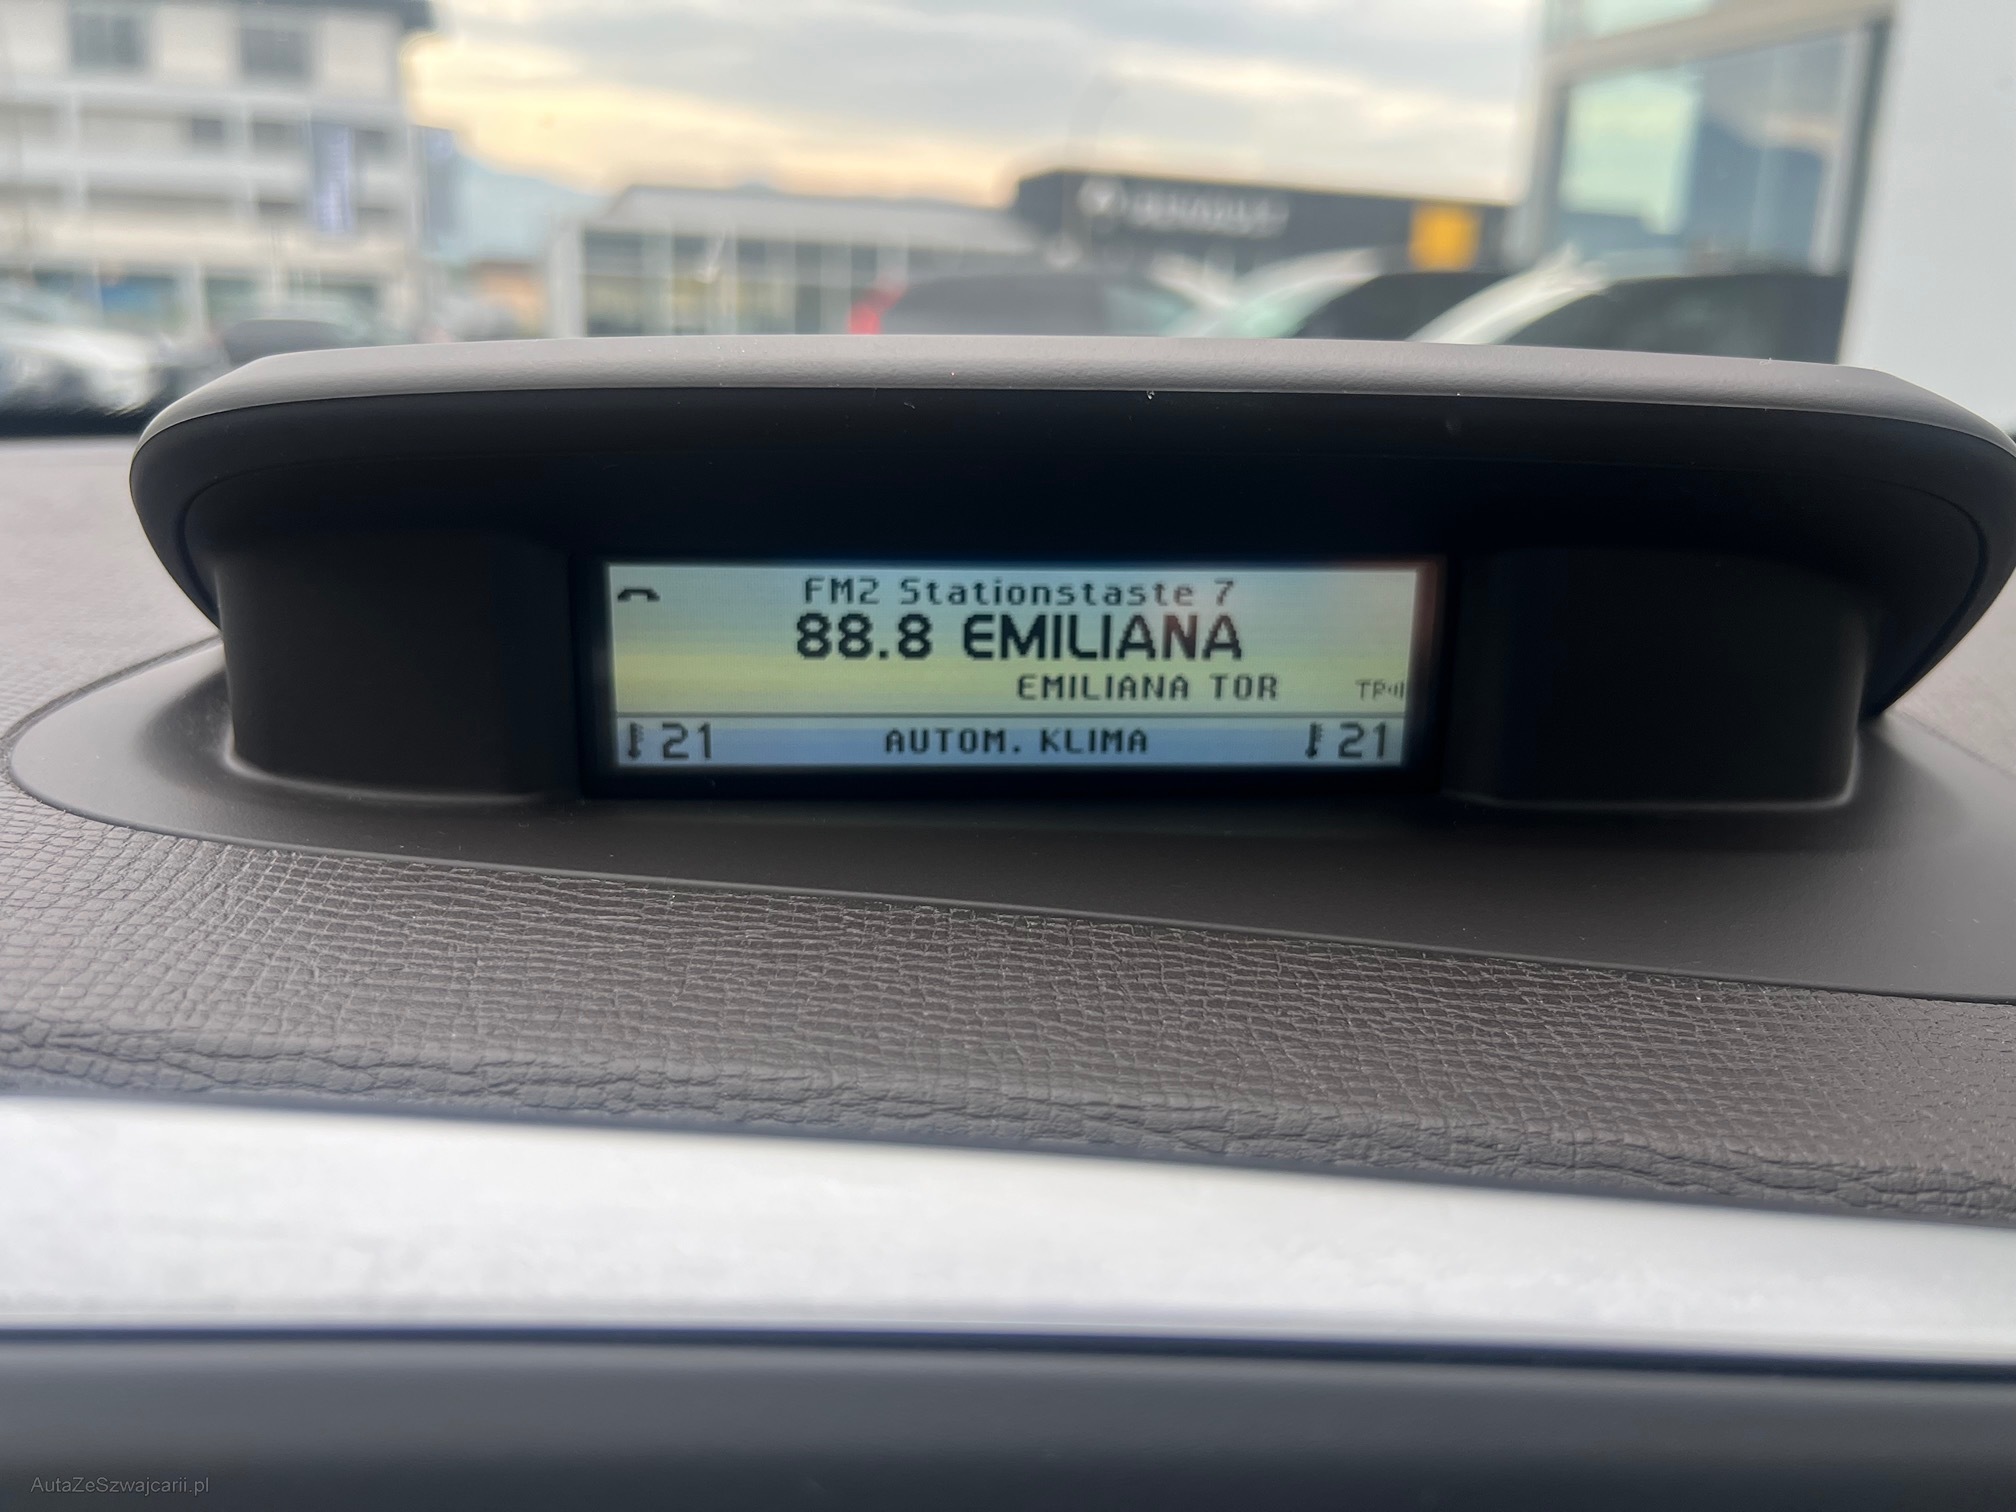 FM2 Stationstaste 7
88.8 EMILIANA
EMILIANA TOR
TP
21 AUTOM. KLIMA 21
AutaZeSzwajcarii.pl